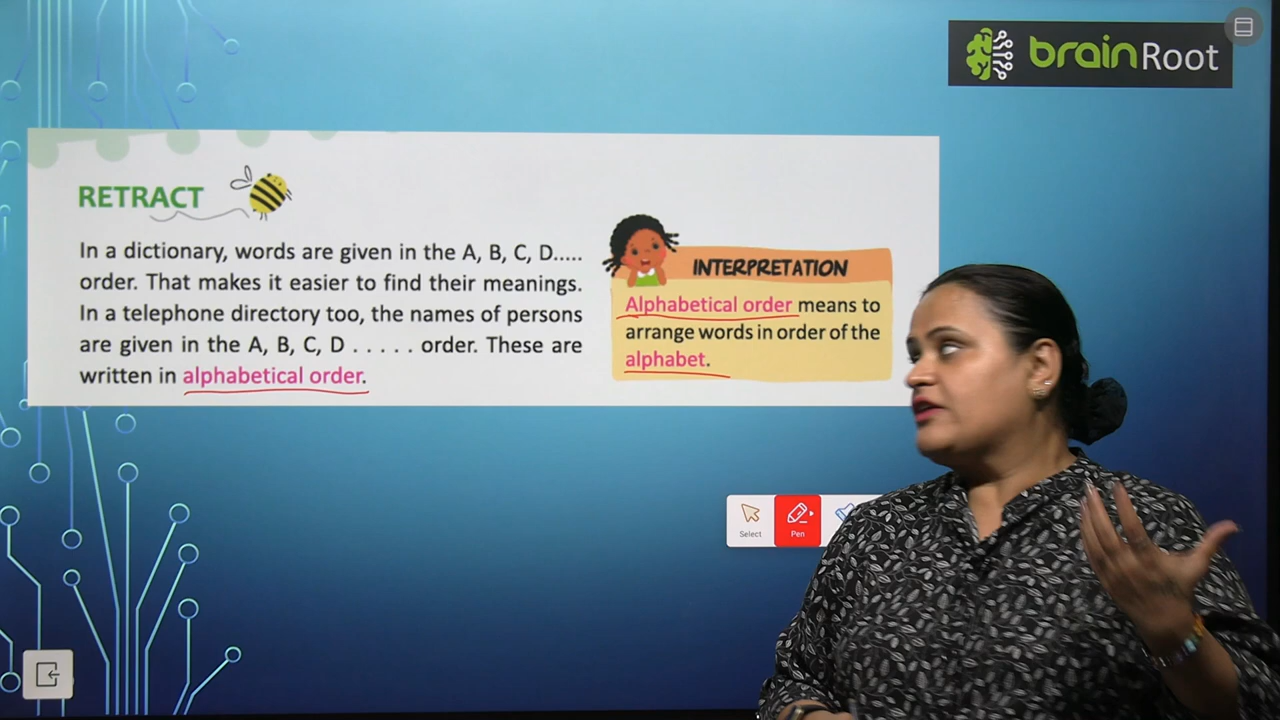 brainRoot
RETRACT
In a dictionary, words are given in the A, B, C, D.....
order. That makes it easier to find their meanings.
In a telephone directory too, the names of persons
are given in the A, B, C, D . . . . . order. These are
written in alphabetical order.
INTERPRETATION
Alphabetical order means to
arrange words in order of the
alphabet.
Select
Pen